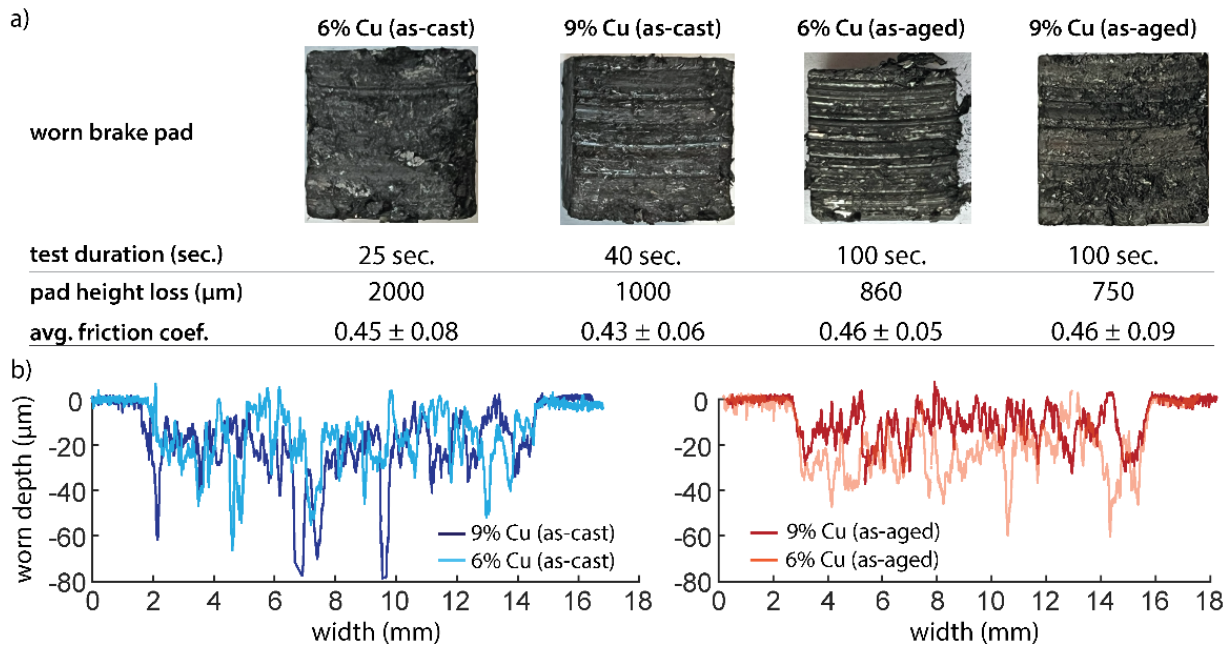 a)
6% Cu (as-cast) 9% Cu (as-cast) 6% Cu (as-aged) 9% Cu (as-aged)
worn brake pad
test duration (sec.) 25 sec. 40 sec. 100 sec. 100 sec.
pad height loss (μm) 2000 1000 860 750
avg. friction coef. 0.45 ± 0.08 0.43 ± 0.06 0.46 ± 0.05 0.46 ± 0.09
b)
worn depth (μm)
0
-20
-40
-60
-80
9% Cu (as-cast)
6% Cu (as-cast)
0 2 4 6 8 10 12 14 16 18
width (mm)
0
-20
-40
-60
-80
9% Cu (as-aged)
6% Cu (as-aged)
0 2 4 6 8 10 12 14 16 18
width (mm)